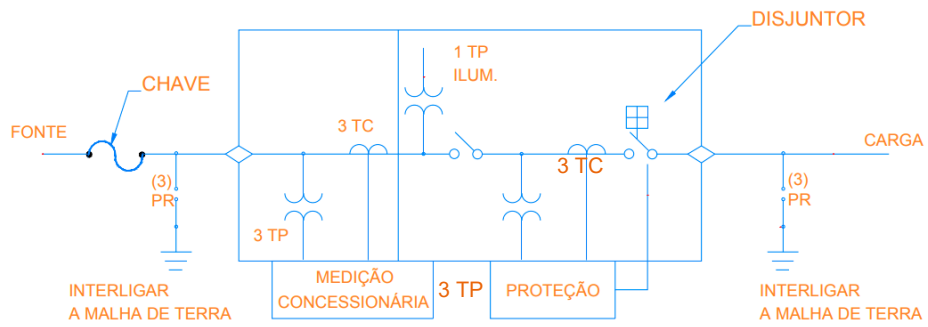 DISJUNTOR
1 TP
ILUM.
CHAVE
FONTE
3 TC
CARGA
3 TC
(3)
PR
(3)
PR
3 TP
MEDIÇÃO
CONCESSIONÁRIA
3 TP
PROTEÇÃO
INTERLIGAR
A MALHA DE TERRA
INTERLIGAR
A MALHA DE TERRA